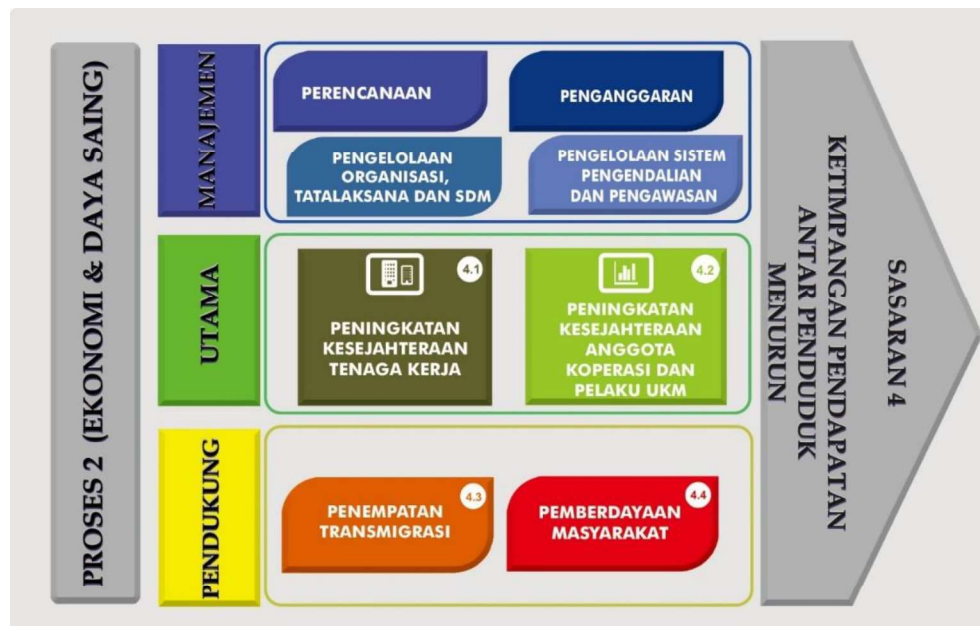 PROSES 2 (EKONOMI & DAYA SAING)
MANAJEMEN
PERENCANAAN
PENGANGGARAN
PENGELOLAAN
ORGANISASI,
TATALAKSANA DAN SDM
PENGELOLAAN SISTEM
PENGENDALIAN
DAN PENGAWASAN
UTAMA
4.1
PENINGKATAN
KESEJAHTERAAN
TENAGA KERJA
4.2
PENINGKATAN
KESEJAHTERAAN
ANGGOTA
KOPERASI DAN
PELAKU UKM
PENDUKUNG
4.3
PENEMPATAN
TRANSMIGRASI
4.4
PEMBERDAYAAN
MASYARAKAT
SASARAN 4
KETIMPANGAN PENDAPATAN
ANTAR PENDUDUK
MENURUN